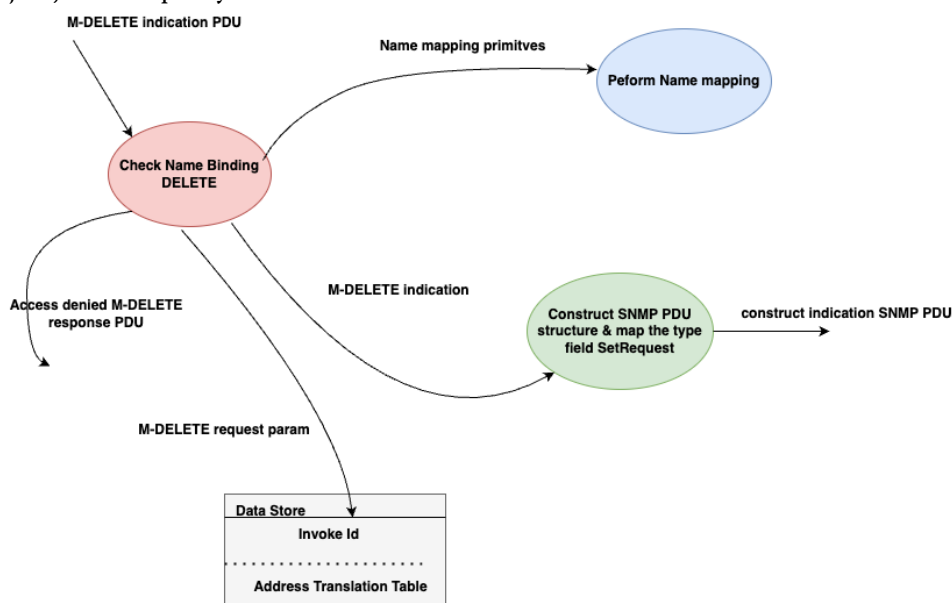 M-DELETE indication PDU
Name mapping primitves
Peform Name mapping
Check Name Binding
DELETE
M-DELETE indication
Access denied M-DELETE
response PDU
Construct SNMP PDU
structure & map the type
field SetRequest
construct indication SNMP PDU
M-DELETE request param
Data Store
Invoke Id
Address Translation Table